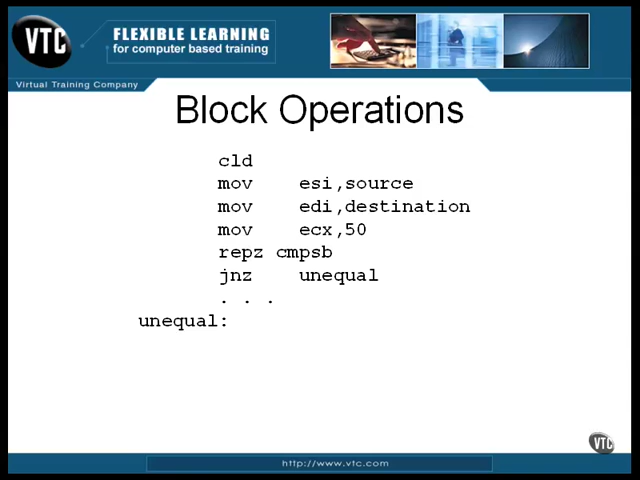 VTC
FLEXIBLE LEARNING
for computer based training
Virtual Training Company
Block Operations
cld
mov esi,source
mov edi,destination
mov ecx,50
repz cmpsb
jnz unequal
. . .
unequal:
VTC
http://www.vtc.com